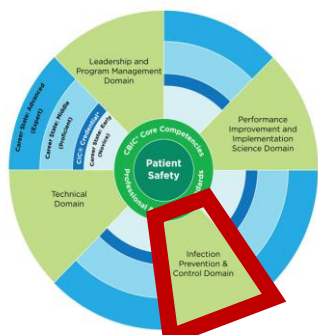 Leadership and
Program Management
Domain
Career State: Advanced
(Expert)
Career State: Middle
(Proficient)
CIC® Credential
Career State: Early
(Novice)
Performance
Improvement and
Implementation
Science Domain
CBIC® Core Competencies
Patient
Safety
Professional
Technical
Domain
Infection
Prevention &
Control Domain